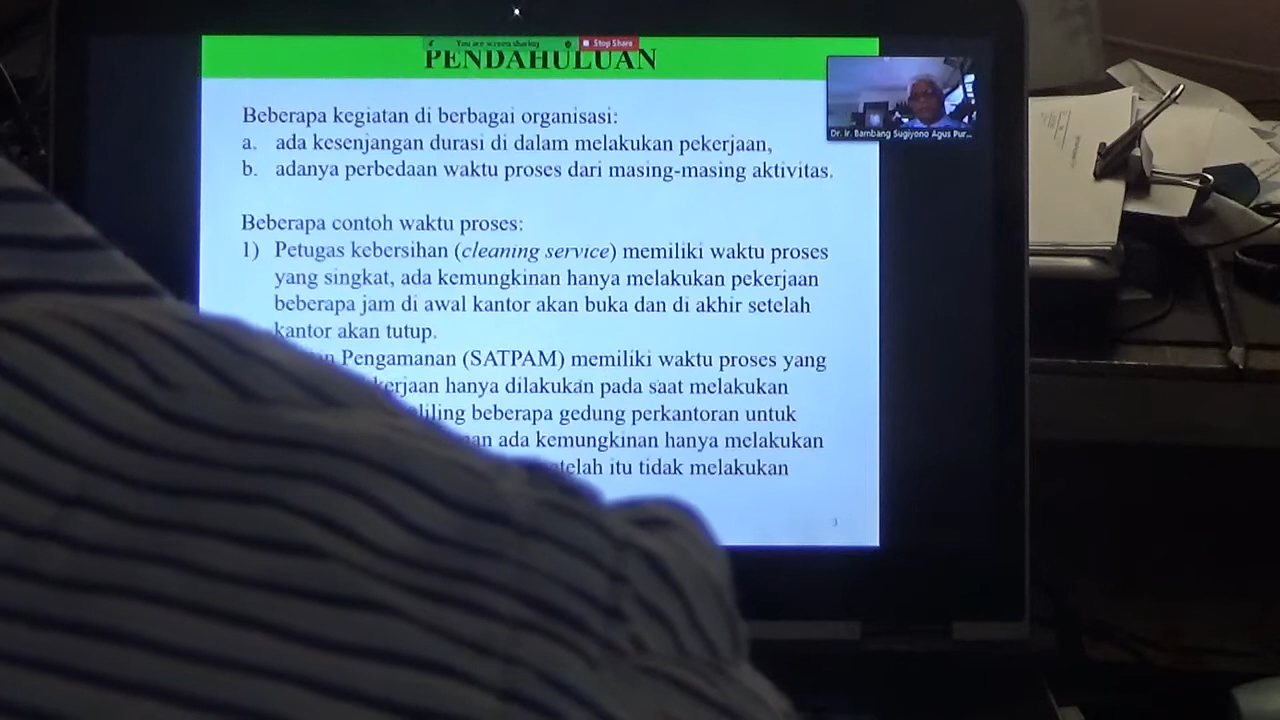 You are screen sharing
Stop Share
PENDAHULUAN
Dr. Ir. Bambang Sugiyono Agus Pur...
Beberapa kegiatan di berbagai organisasi:
a. ada kesenjangan durasi di dalam melakukan pekerjaan,
b. adanya perbedaan waktu proses dari masing-masing aktivitas.
Beberapa contoh waktu proses:
1) Petugas kebersihan (cleaning service) memiliki waktu proses
yang singkat, ada kemungkinan hanya melakukan pekerjaan
beberapa jam di awal kantor akan buka dan di akhir setelah
kantor akan tutup.
Pengamanan (SATPAM) memiliki waktu proses yang
hanya dilakukan pada saat melakukan
beberapa gedung perkantoran untuk
ada kemungkinan hanya melakukan
itu tidak melakukan
3